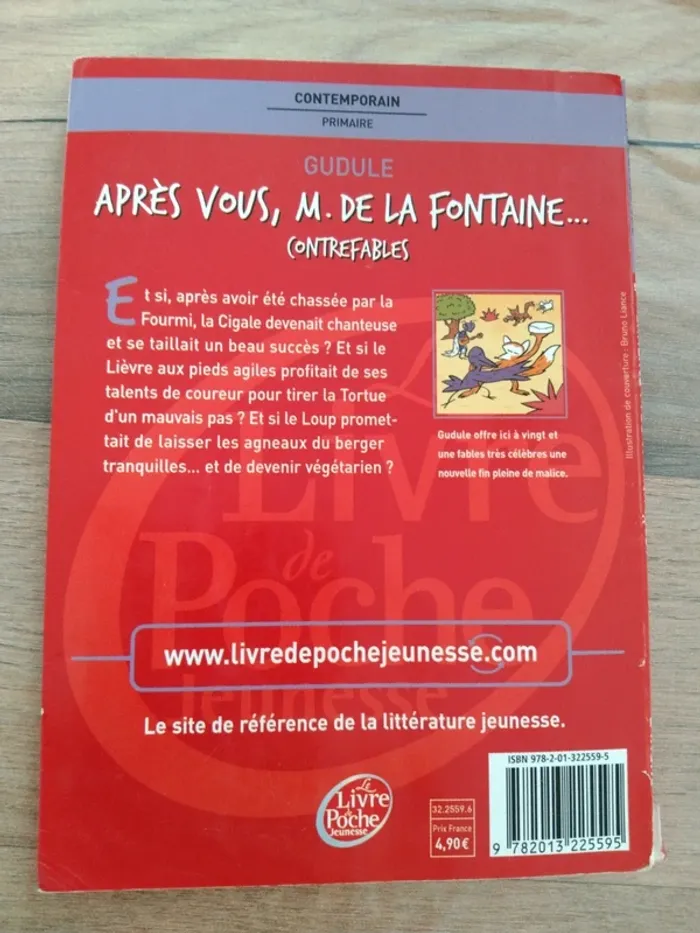 CONTEMPORAIN
PRIMAIRE
GUDULE
APRÈS VOUS, M. DE LA FONTAINE...
CONTREFABLES
Et si, après avoir été chassée par la
Fourmi, la Cigale devenait chanteuse
et se taillait un beau succès ? Et si le
Lièvre aux pieds agiles profitait de ses
talents de coureur pour tirer la Tortue
d'un mauvais pas ? Et si le Loup promet-
tait de laisser les agneaux du berger
tranquilles... et de devenir végétarien ?
Gudule offre ici à vingt et
une fables très célèbres une
nouvelle fin pleine de malice.
Illustration de couverture : Bruno Liance
Livre
de
Poche
jeunesse
www.livredepochejeunesse.com
Le site de référence de la littérature jeunesse.
Le
Livre
de
Poche
jeunesse
32.2559.6
Prix France
4,90 €
ISBN 978-2-01-322559-5
9 782013 225595